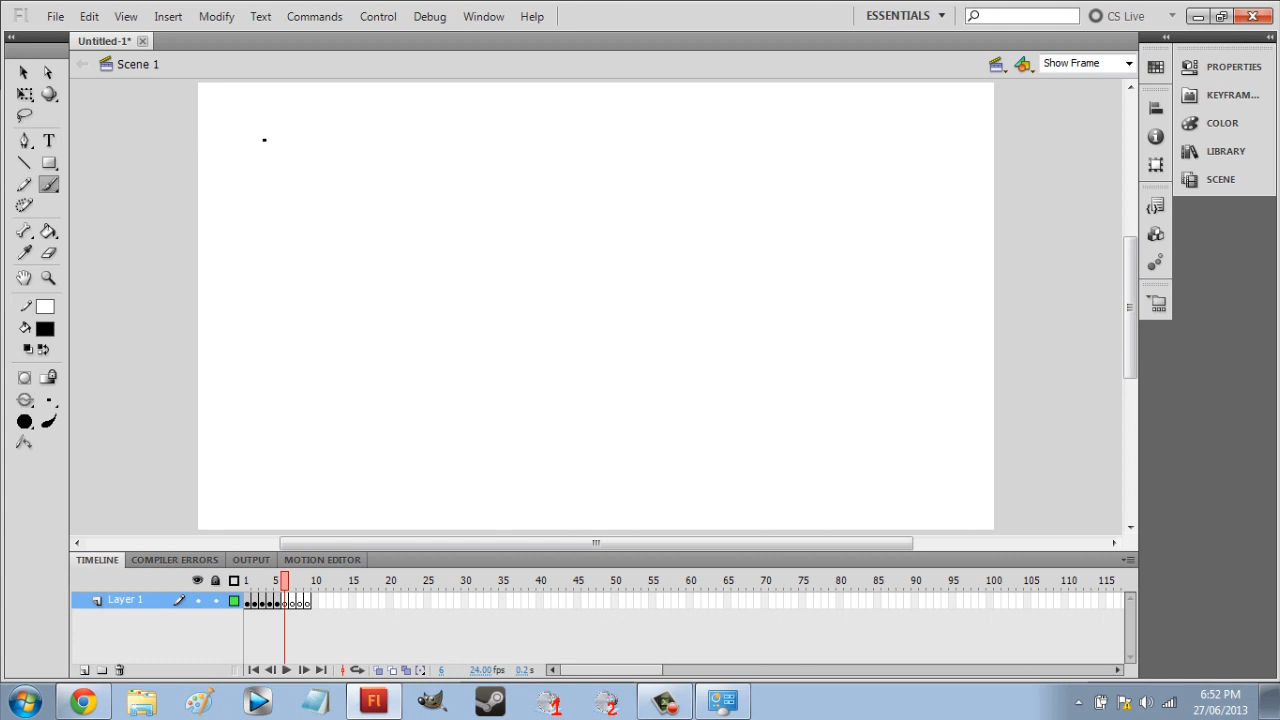 Fl File Edit View Insert Modify Text Commands Control Debug Window Help ESSENTIALS CS Live
Untitled-1*
Scene 1 Show Frame
PROPERTIES
KEYFRAM...
COLOR
LIBRARY
SCENE
T
TIMELINE COMPILER ERRORS OUTPUT MOTION EDITOR
1 5 10 15 20 25 30 35 40 45 50 55 60 65 70 75 80 85 90 95 100 105 110 115
Layer 1
6 24.00 fps 0.2 s
Fl 1 2
6:52 PM
27/06/2013